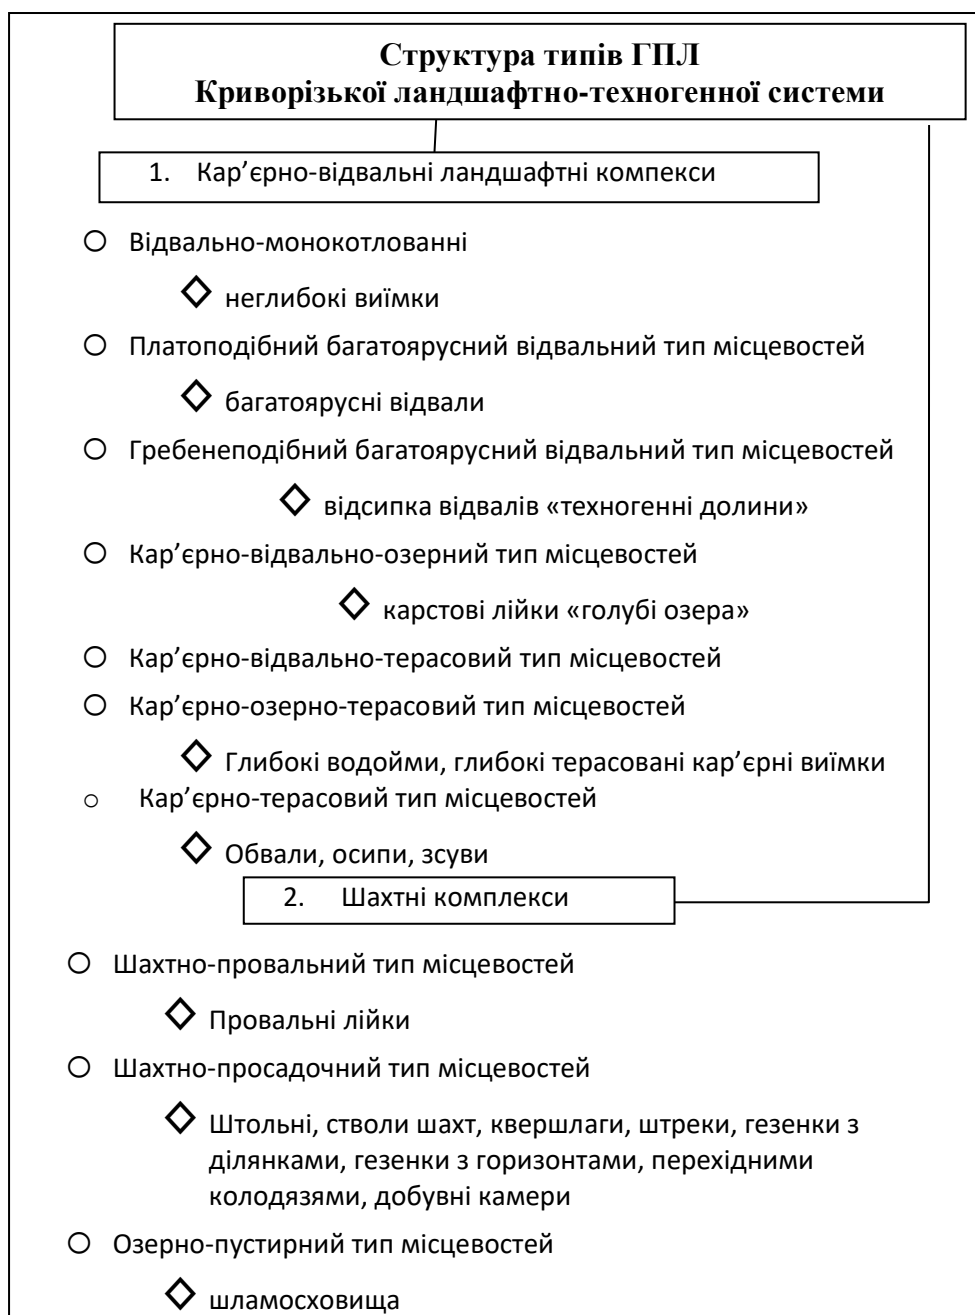 Структура типів ГПЛ
Криворізької ландшафтно-техногенної системи
1. Кар’єрно-відвальні ландшафтні компекси
Відвально-монокотлованні
неглибокі виїмки
Платоподібний багатоярусний відвальний тип місцевостей
багатоярусні відвали
Гребенеподібний багатоярусний відвальний тип місцевостей
відсипка відвалів «техногенні долини»
Кар’єрно-відвально-озерний тип місцевостей
карстові лійки «голубі озера»
Кар’єрно-відвально-терасовий тип місцевостей
Кар’єрно-озерно-терасовий тип місцевостей
Глибокі водойми, глибокі терасовані кар’єрні виїмки
Кар’єрно-терасовий тип місцевостей
Обвали, осипи, зсуви
2. Шахтні комплекси
Шахтно-провальний тип місцевостей
Провальні лійки
Шахтно-просадочний тип місцевостей
Штольні, стволи шахт, квершлаги, штреки, гезенки з
ділянками, гезенки з горизонтами, перехідними
колодязями, добувні камери
Озерно-пустирний тип місцевостей
шламосховища